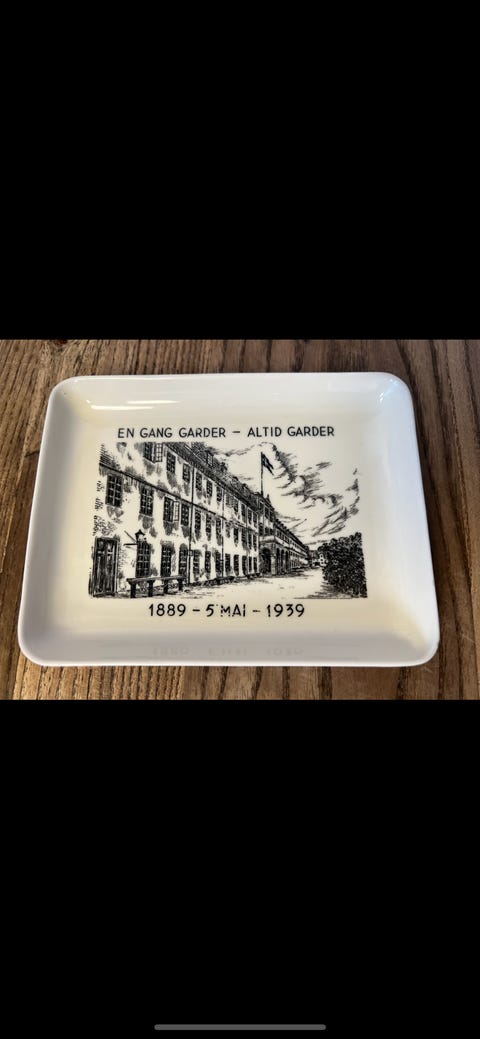 EN GANG GARDER – ALTID GARDER
1889 – 5 MAI – 1939